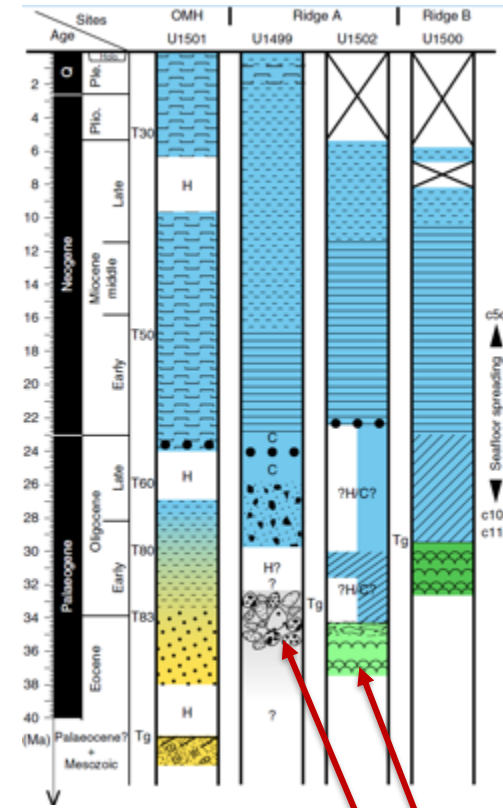 Sites
OMH
Ridge A
Ridge B
Age
U1501
U1499
U1502
U1500
Holo
Q
Ple.
2
Plio.
4
T30
6
Neogene
Miocene
Late
8
H
10
12
middle
14
16
c5c
T50
18
Early
Seafloor spreading
20
22
C
24
Palaeogene
Oligocene
Late
H
C
T60
?H/C?
26
28
c10
c11
30
T80
Early
H?
Tg
?
32
Tg
?H/C?
34
T83
36
Eocene
38
H
?
40
(Ma)
Palaeocene?
+
Mesozoic
Tg